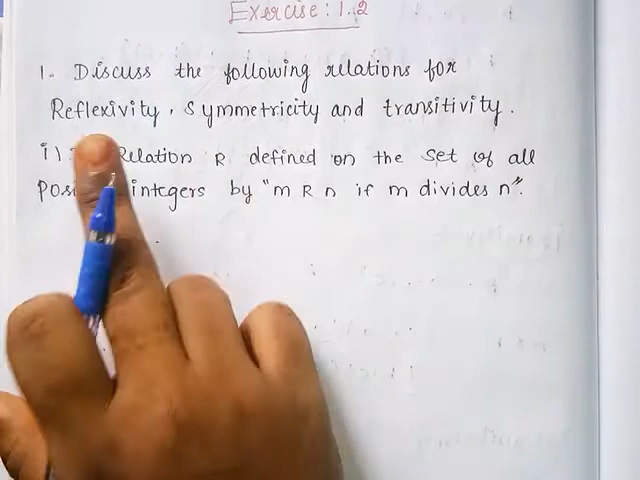 Exercise: 1.2
1. Discuss the following relations for
Reflexivity, Symmetricity and transitivity.
i) Relation R defined on the set of all
integers by "m R n if m divides n".